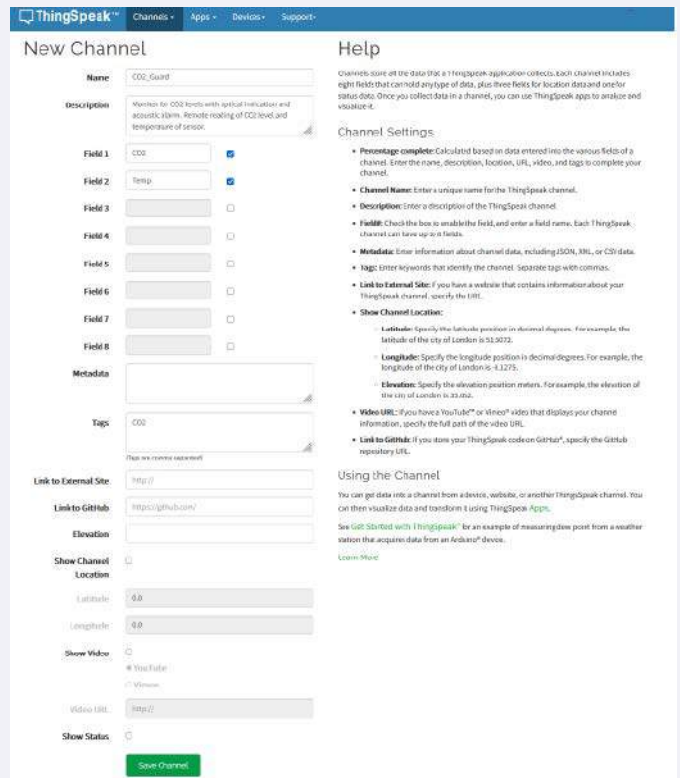 ThingSpeak™ Channels Apps Devices Support
New Channel
Name CO2_Guard
Description Monitors for CO2 levels with optical indication and
acoustic alarm. Remote reading of CO2 level and
temperature of sensor.
Field 1 CO2
Field 2 Temp.
Field 3
Field 4
Field 5
Field 6
Field 7
Field 8
Metadata
Tags CO2
(Tags are comma separated)
Link to External Site http://
Link to GitHub https://github.com/
Elevation
Show Channel
Location
Latitude 0.0
Longitude 0.0
Show Video
YouTube
Vimeo
Video URL http://
Show Status
Save Channel
Help
Channels store all the data that a ThingSpeak application collects. Each channel includes
eight fields that can hold any type of data, plus three fields for location data and one for
status data. Once you collect data in a channel, you can use ThingSpeak apps to analyze and
visualize it.
Channel Settings
• Percentage complete: Calculated based on data entered into the various fields of a
channel. Enter the name, description, location, URL, video, and tags to complete your
channel.
• Channel Name: Enter a unique name for the ThingSpeak channel.
• Description: Enter a description of the ThingSpeak channel.
• Field#: Check the box to enable the field, and enter a field name. Each ThingSpeak
channel can have up to 8 fields.
• Metadata: Enter information about channel data, including JSON, XML, or CSV data.
• Tags: Enter keywords that identify the channel. Separate tags with commas.
• Link to External Site: If you have a website that contains information about your
ThingSpeak channel, specify the URL.
• Show Channel Location:
Latitude: Specify the latitude position in decimal degrees. For example, the
latitude of the city of London is 51.5072.
Longitude: Specify the longitude position in decimal degrees. For example, the
longitude of the city of London is -0.1275.
Elevation: Specify the elevation position meters. For example, the elevation of
the city of London is 35.052.
• Video URL: If you have a YouTube™ or Vimeo® video that displays your channel
information, specify the full path of the video URL.
• Link to GitHub: If you store your ThingSpeak code on GitHub®, specify the GitHub
repository URL.
Using the Channel
You can get data into a channel from a device, website, or another ThingSpeak channel. You
can then visualize data and transform it using ThingSpeak Apps.
See Get Started with ThingSpeak™ for an example of measuring dew point from a weather
station that acquires data from an Arduino® device.
Learn More